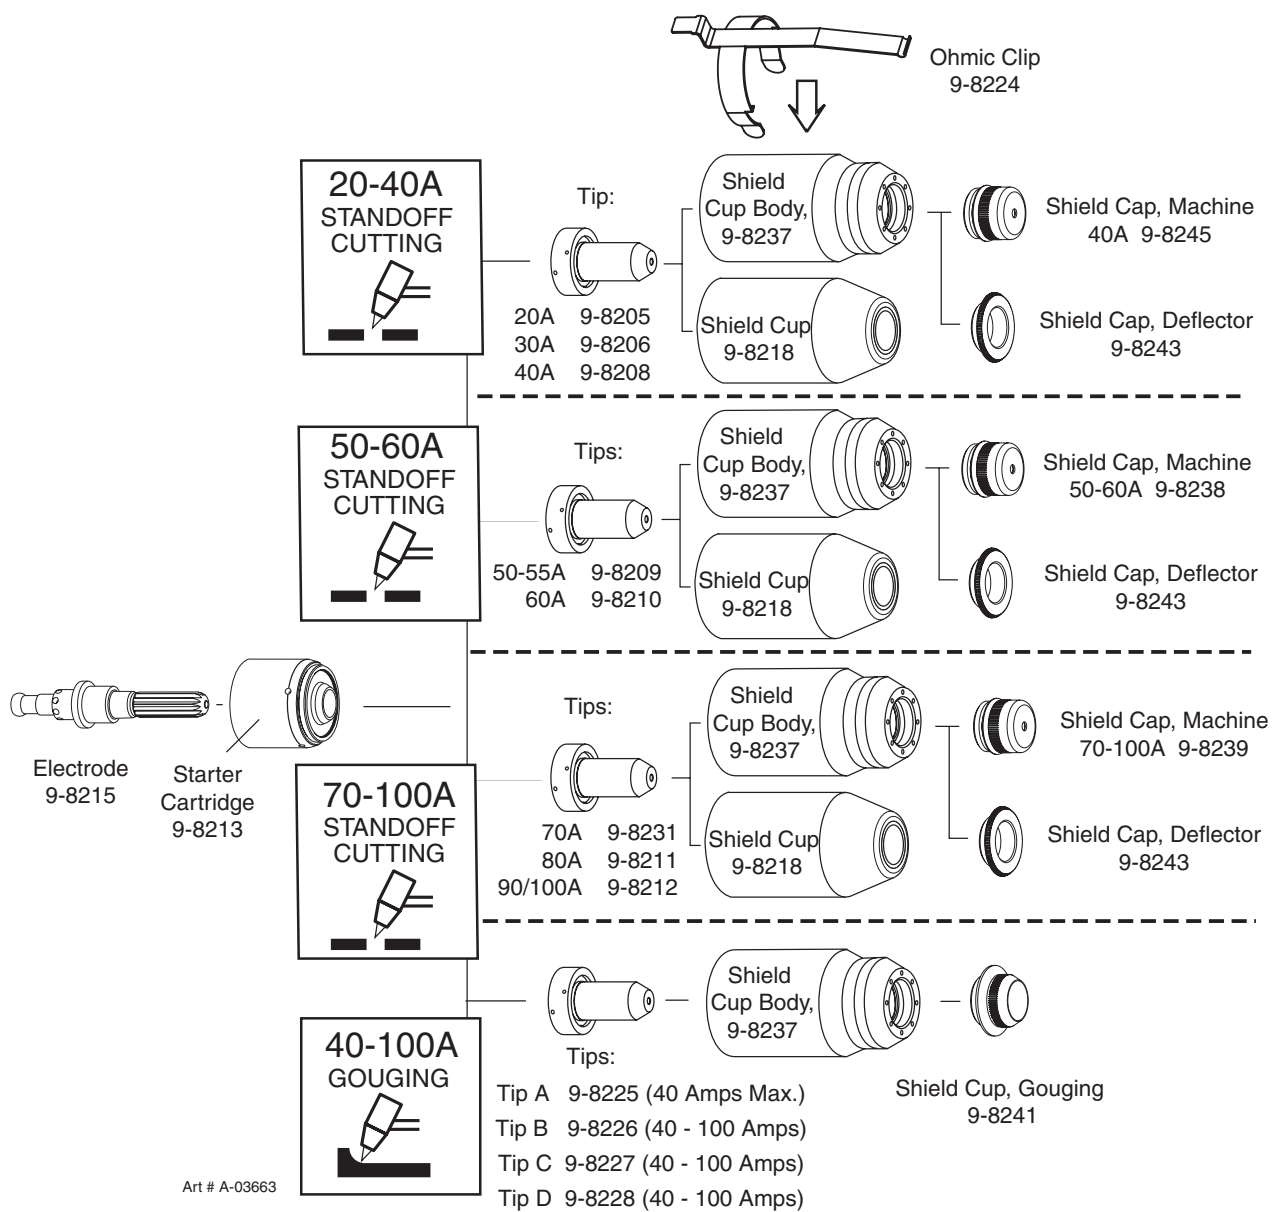 Ohmic Clip
9-8224
20-40A
STANDOFF
CUTTING
Tip:
20A 9-8205
30A 9-8206
40A 9-8208
Shield
Cup Body,
9-8237
Shield Cup
9-8218
Shield Cap, Machine
40A 9-8245
Shield Cap, Deflector
9-8243
50-60A
STANDOFF
CUTTING
Tips:
50-55A 9-8209
60A 9-8210
Shield
Cup Body,
9-8237
Shield Cup
9-8218
Shield Cap, Machine
50-60A 9-8238
Shield Cap, Deflector
9-8243
Electrode
9-8215
Starter
Cartridge
9-8213
70-100A
STANDOFF
CUTTING
Tips:
70A 9-8231
80A 9-8211
90/100A 9-8212
Shield
Cup Body,
9-8237
Shield Cup
9-8218
Shield Cap, Machine
70-100A 9-8239
Shield Cap, Deflector
9-8243
40-100A
GOUGING
Tips:
Tip A 9-8225 (40 Amps Max.)
Tip B 9-8226 (40 - 100 Amps)
Tip C 9-8227 (40 - 100 Amps)
Tip D 9-8228 (40 - 100 Amps)
Shield
Cup Body,
9-8237
Shield Cup, Gouging
9-8241
Art # A-03663